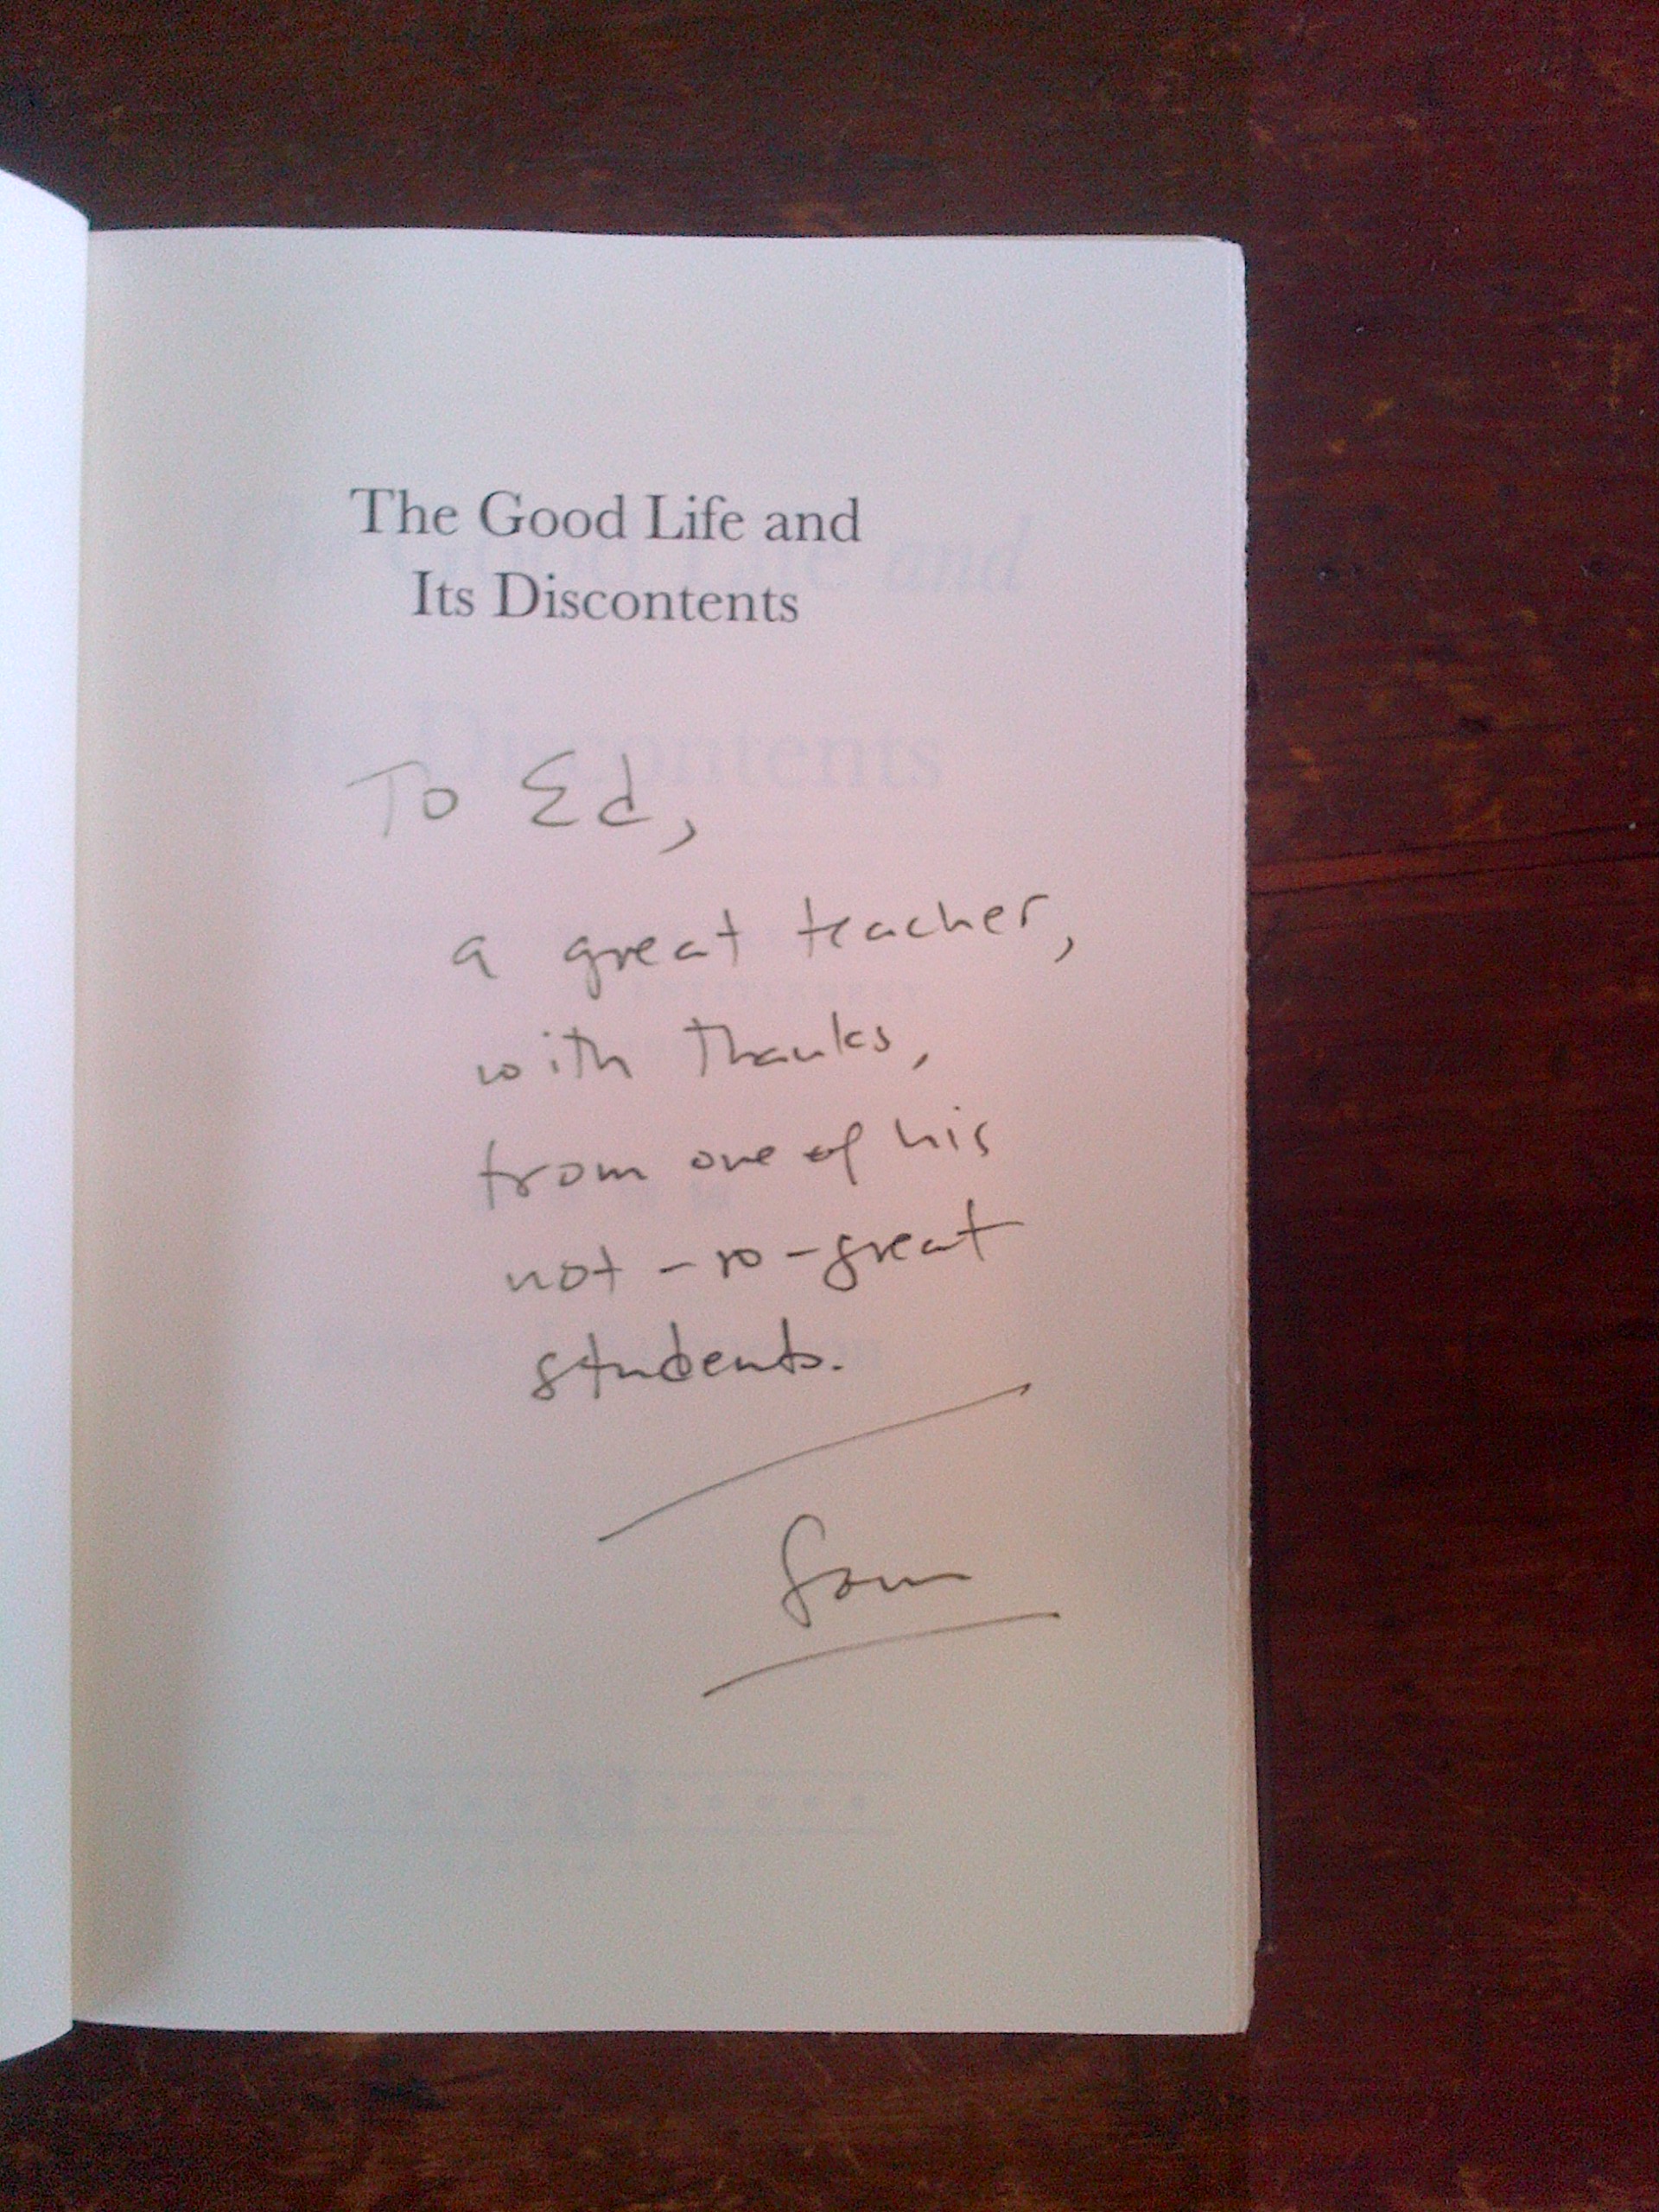 The Good Life and
Its Discontents
To Ed,
a great teacher,
with thanks,
from one of his
not-so-great
students.
Sam